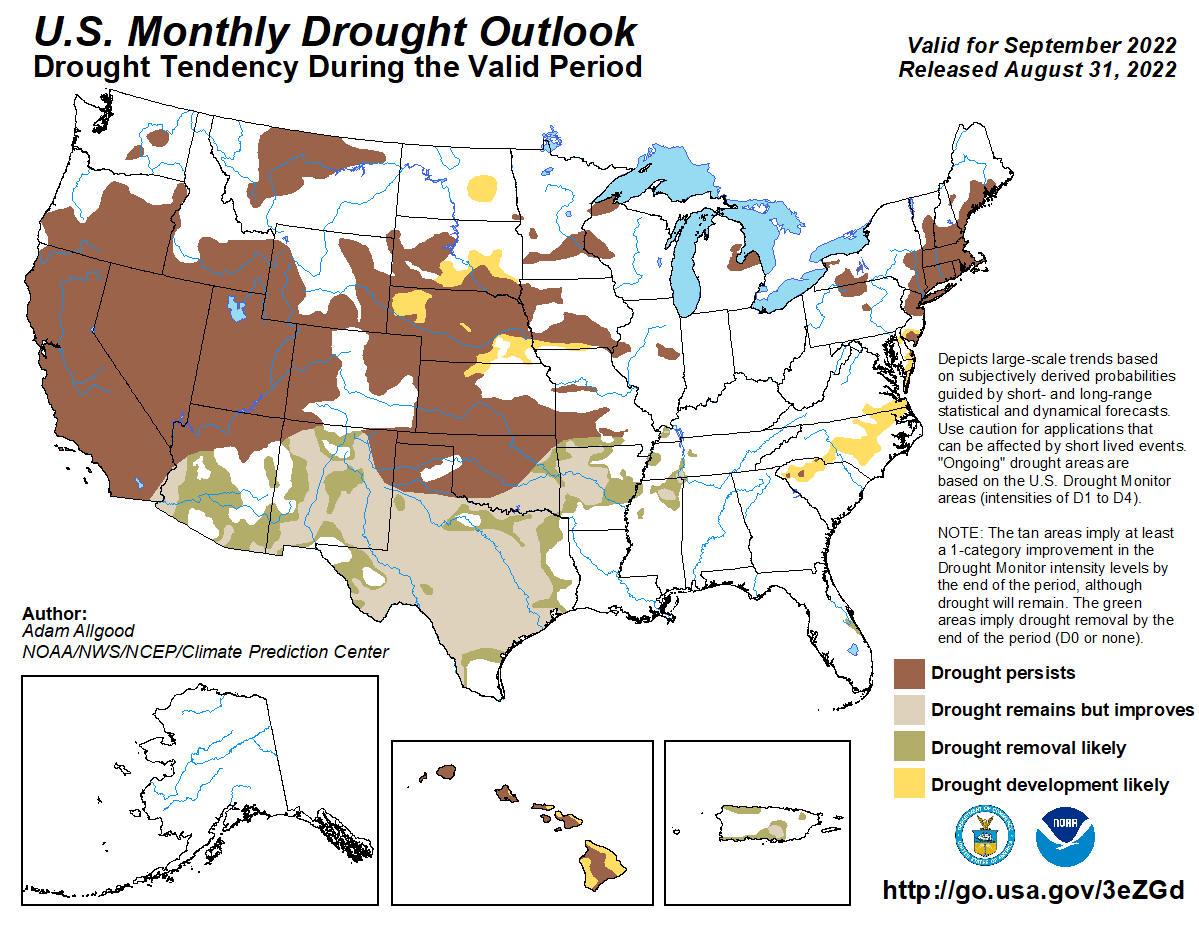 U.S. Monthly Drought Outlook
Drought Tendency During the Valid Period
Valid for September 2022
Released August 31, 2022
Depicts large-scale trends based
on subjectively derived probabilities
guided by short- and long-range
statistical and dynamical forecasts.
Use caution for applications that
can be affected by short lived events.
"Ongoing" drought areas are
based on the U.S. Drought Monitor
areas (intensities of D1 to D4).
NOTE: The tan areas imply at least
a 1-category improvement in the
Drought Monitor intensity levels by
the end of the period, although
drought will remain. The green
areas imply drought removal by the
end of the period (D0 or none).
Author:
Adam Allgood
NOAA/NWS/NCEP/Climate Prediction Center
Drought persists
Drought remains but improves
Drought removal likely
Drought development likely
NOAA
http://go.usa.gov/3eZGd